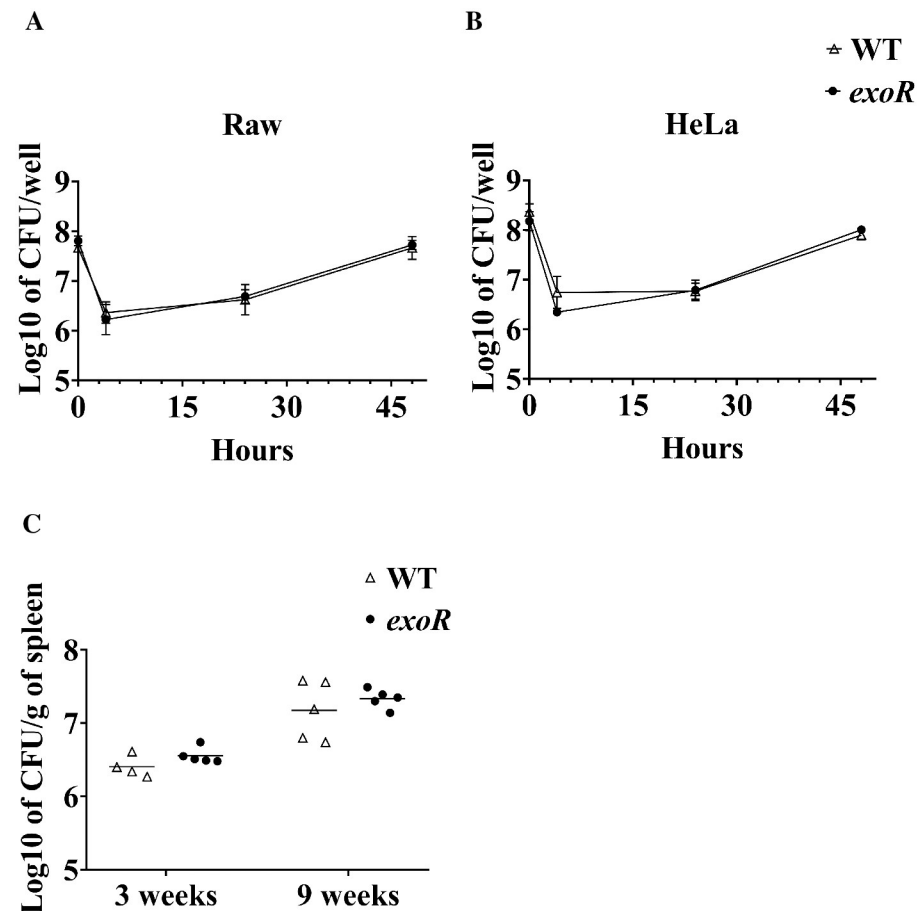 A
B
WT
exoR
Raw
HeLa
Log10 of CFU/well
9
8
7
6
5
0
15
30
45
Hours
Log10 of CFU/well
9
8
7
6
5
0
15
30
45
Hours
C
WT
exoR
Log10 of CFU/g of spleen
8
7
6
5
3 weeks
9 weeks